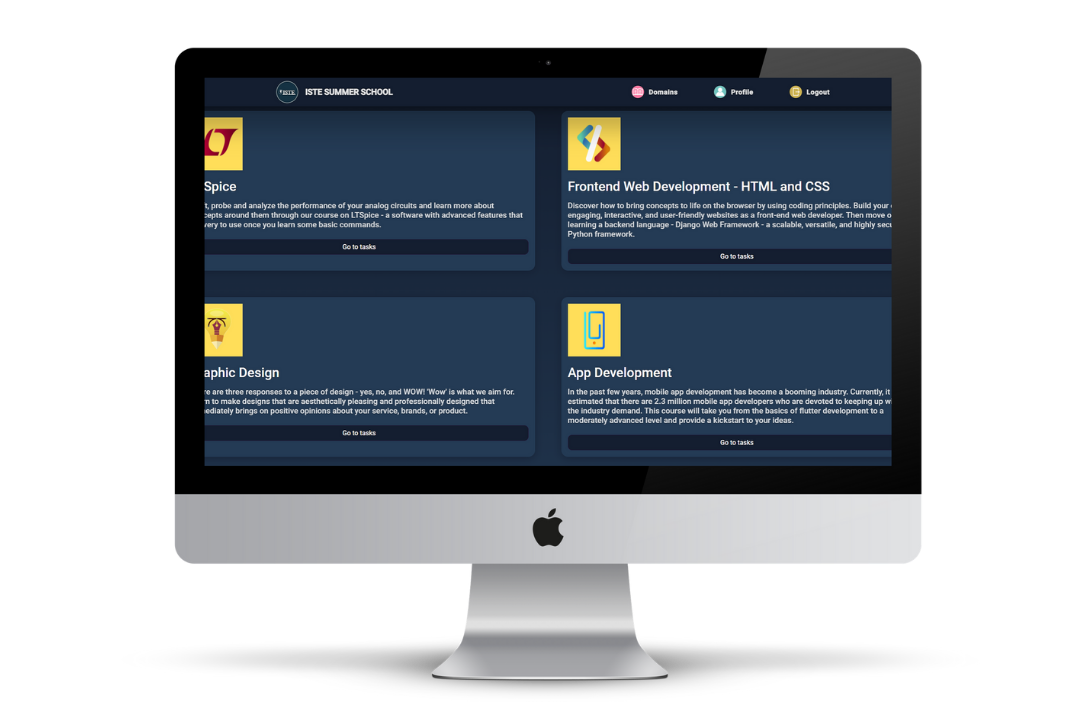 ISTE
ISTE SUMMER SCHOOL
Domains
Profile
Logout
Spice
t, probe and analyze the performance of your analog circuits and learn more about
cepts around them through our course on LTSpice - a software with advanced features that
very to use once you learn some basic commands.
Go to tasks
Frontend Web Development - HTML and CSS
Discover how to bring concepts to life on the browser by using coding principles. Build your
engaging, interactive, and user-friendly websites as a front-end web developer. Then move o
learning a backend language - Django Web Framework - a scalable, versatile, and highly secu
Python framework.
Go to tasks
aphic Design
re are three responses to a piece of design - yes, no, and WOW! 'Wow' is what we aim for.
n to make designs that are aesthetically pleasing and professionally designed that
ediately brings on positive opinions about your service, brands, or product.
Go to tasks
App Development
In the past few years, mobile app development has become a booming industry. Currently, it
estimated that there are 2.3 million mobile app developers who are devoted to keeping up w
the industry demand. This course will take you from the basics of flutter development to a
moderately advanced level and provide a kickstart to your ideas.
Go to tasks